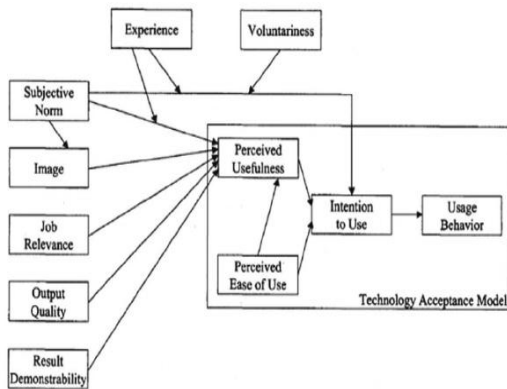 Experience
Voluntariness
Subjective
Norm
Image
Perceived
Usefulness
Intention
to Use
Usage
Behavior
Job
Relevance
Perceived
Ease of Use
Output
Quality
Technology Acceptance Model
Result
Demonstrability